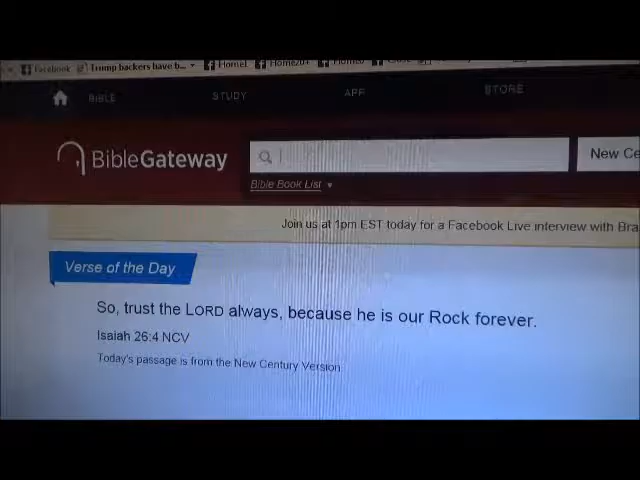 Facebook Trump backers have b... Home
BIBLE STUDY APP STORE
BibleGateway New Ce
Bible Book List
Join us at 1pm EST today for a Facebook Live interview with Bra
Verse of the Day
So, trust the LORD always, because he is our Rock forever.
Isaiah 26:4 NCV
Today's passage is from the New Century Version